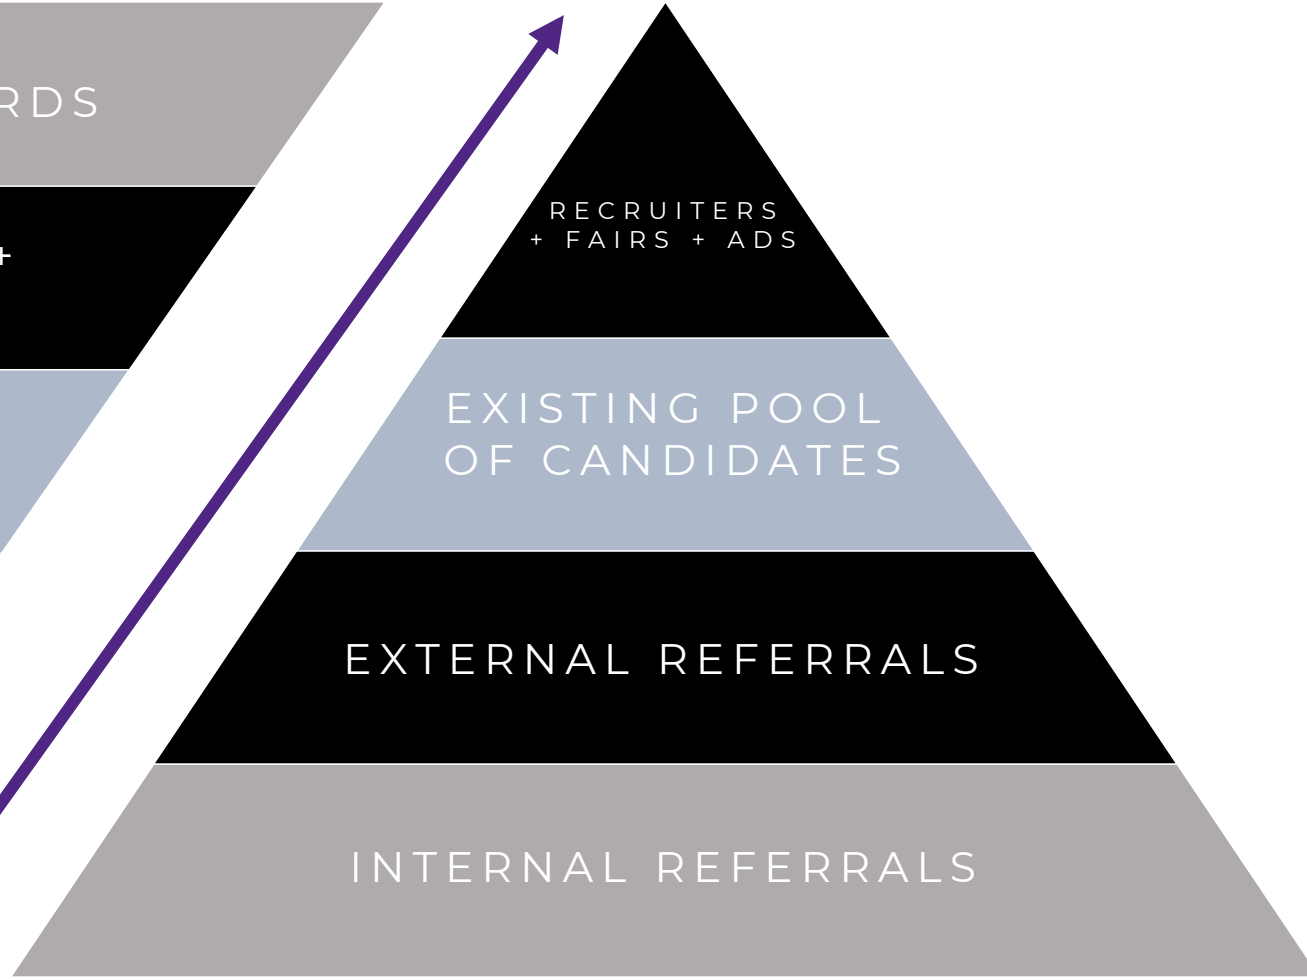 RDS
+
RECRUITERS
+ FAIRS + ADS
EXISTING POOL
OF CANDIDATES
EXTERNAL REFERRALS
INTERNAL REFERRALS